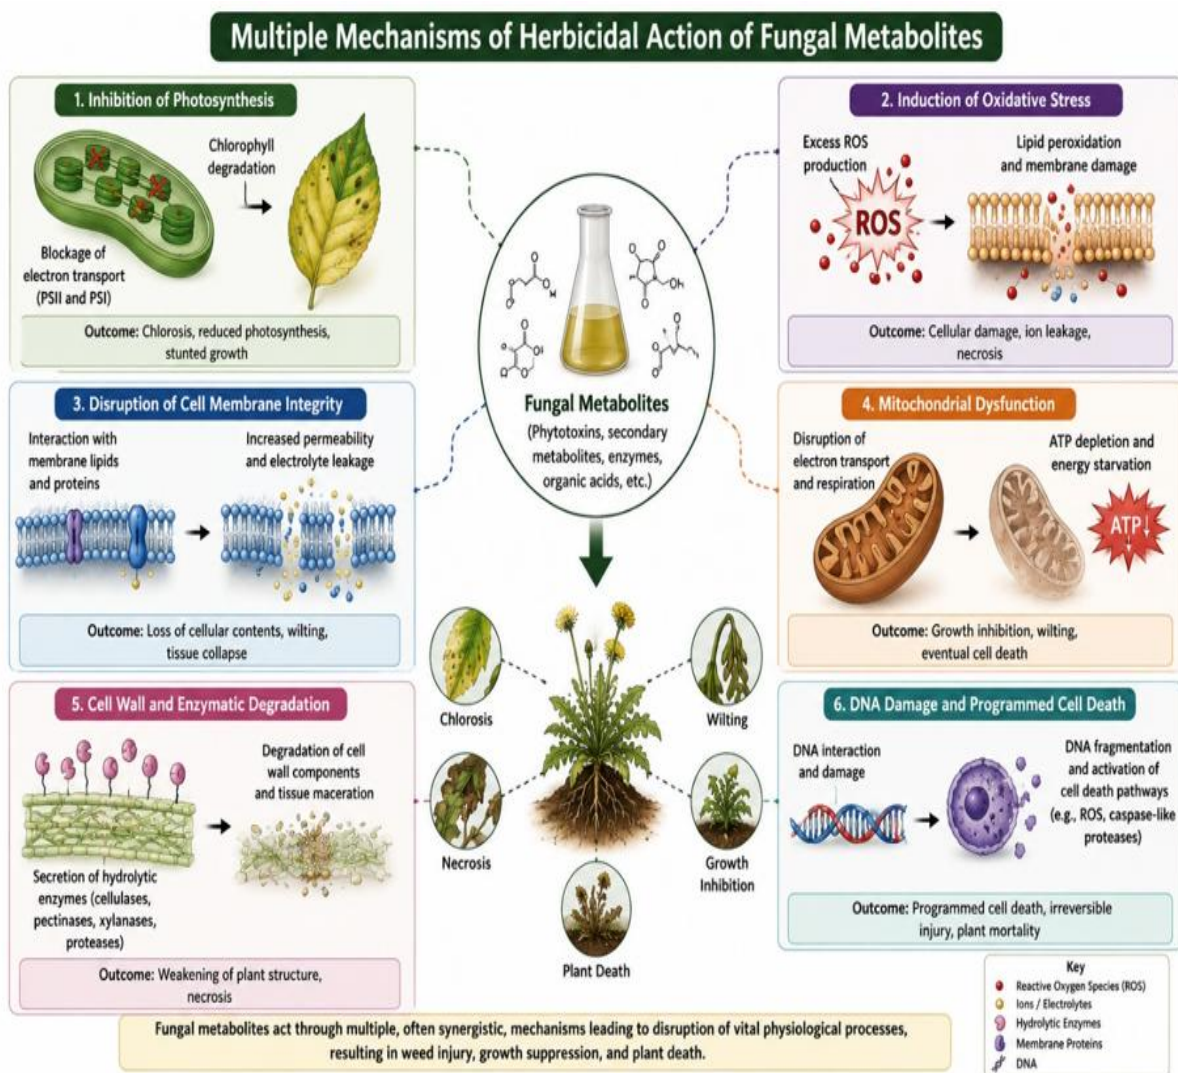 Multiple Mechanisms of Herbicidal Action of Fungal Metabolites
1. Inhibition of Photosynthesis
Chlorophyll
degradation
Blockage of
electron transport
(PSII and PSI)
Outcome: Chlorosis, reduced photosynthesis,
stunted growth
2. Induction of Oxidative Stress
Excess ROS
production
ROS
Lipid peroxidation
and membrane damage
Outcome: Cellular damage, ion leakage,
necrosis
Fungal Metabolites
(Phytotoxins, secondary
metabolites, enzymes,
organic acids, etc.)
3. Disruption of Cell Membrane Integrity
Interaction with
membrane lipids
and proteins
Increased permeability
and electrolyte leakage
Outcome: Loss of cellular contents, wilting,
tissue collapse
4. Mitochondrial Dysfunction
Disruption of
electron transport
and respiration
ATP depletion and
energy starvation
ATP↓
Outcome: Growth inhibition, wilting,
eventual cell death
Chlorosis
Wilting
Necrosis
Growth
Inhibition
Plant Death
5. Cell Wall and Enzymatic Degradation
Degradation of cell
wall components
and tissue maceration
Secretion of hydrolytic
enzymes (cellulases,
pectinases, xylanases,
proteases)
Outcome: Weakening of plant structure,
necrosis
6. DNA Damage and Programmed Cell Death
DNA interaction
and damage
DNA fragmentation
and activation of
cell death pathways
(e.g., ROS, caspase-like
proteases)
Outcome: Programmed cell death, irreversible
injury, plant mortality
Key
Reactive Oxygen Species (ROS)
Ions / Electrolytes
Hydrolytic Enzymes
Membrane Proteins
DNA
Fungal metabolites act through multiple, often synergistic, mechanisms leading to disruption of vital physiological processes,
resulting in weed injury, growth suppression, and plant death.